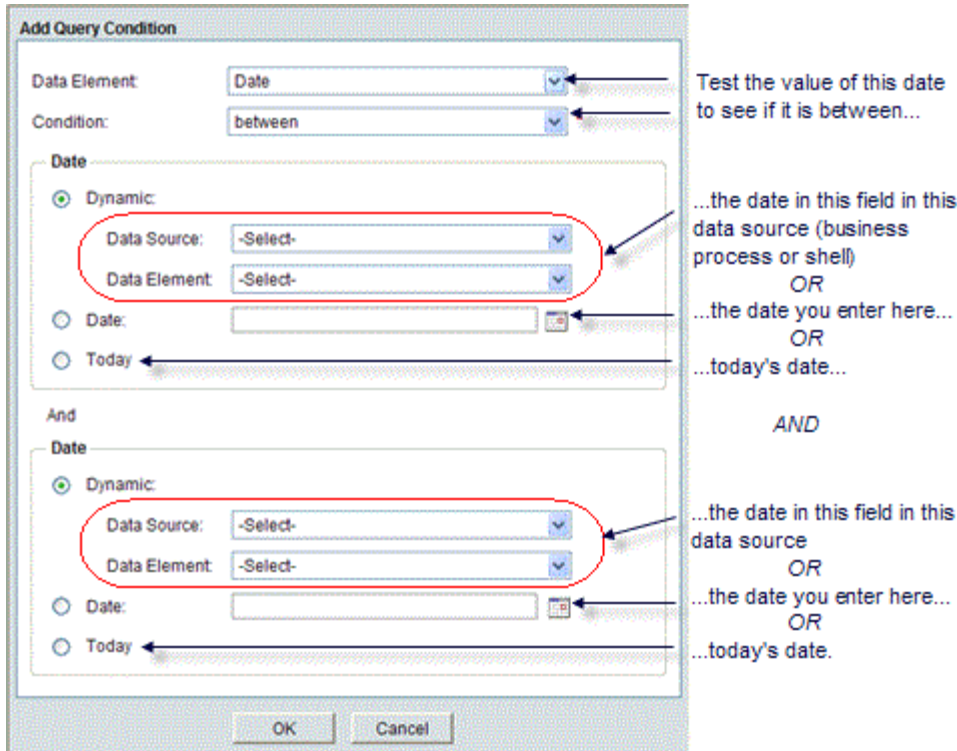 Add Query Condition
Data Element: Date
Test the value of this date
to see if it is between...
Condition: between
Date
Dynamic:
...the date in this field in this
data source (business
process or shell)
Data Source: -Select-
Data Element: -Select-
OR
Date:
...the date you enter here...
OR
Today
...today's date...
And
AND
Date
Dynamic:
...the date in this field in this
data source
Data Source: -Select-
Data Element: -Select-
OR
Date:
...the date you enter here...
OR
Today
...today's date.
OK Cancel